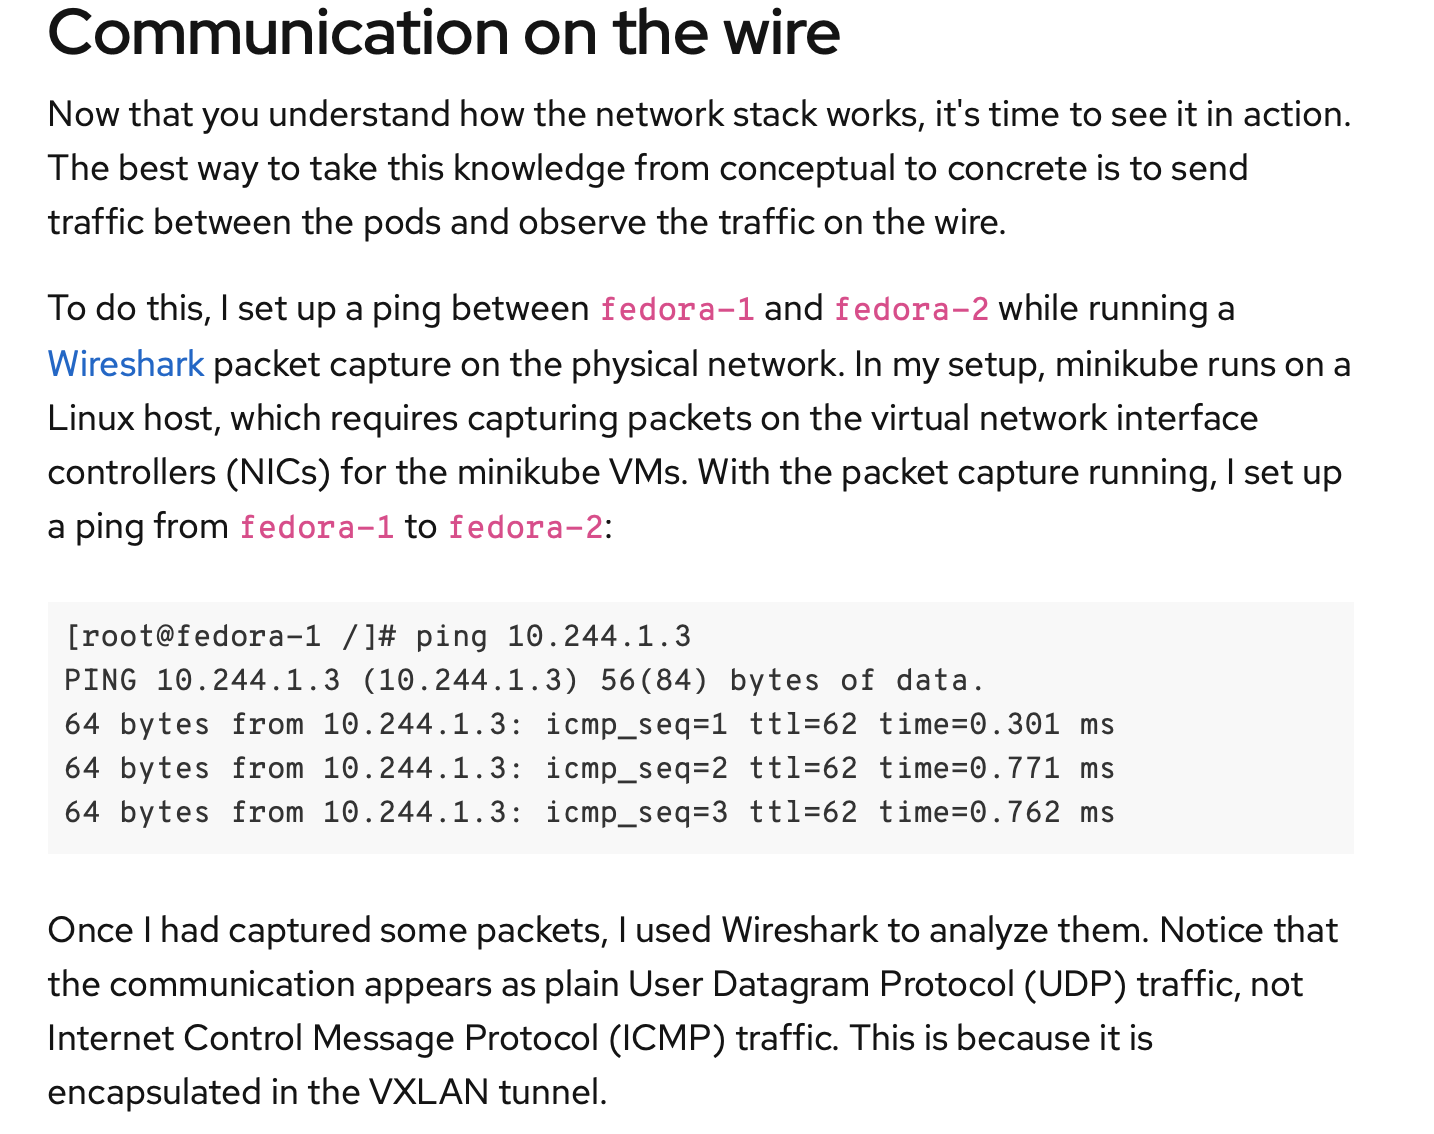 Communication on the wire
Now that you understand how the network stack works, it's time to see it in action.
The best way to take this knowledge from conceptual to concrete is to send
traffic between the pods and observe the traffic on the wire.
To do this, I set up a ping between fedora-1 and fedora-2 while running a
Wireshark packet capture on the physical network. In my setup, minikube runs on a
Linux host, which requires capturing packets on the virtual network interface
controllers (NICs) for the minikube VMs. With the packet capture running, I set up
a ping from fedora-1 to fedora-2:
[root@fedora-1 /]# ping 10.244.1.3
PING 10.244.1.3 (10.244.1.3) 56(84) bytes of data.
64 bytes from 10.244.1.3: icmp_seq=1 ttl=62 time=0.301 ms
64 bytes from 10.244.1.3: icmp_seq=2 ttl=62 time=0.771 ms
64 bytes from 10.244.1.3: icmp_seq=3 ttl=62 time=0.762 ms
Once I had captured some packets, I used Wireshark to analyze them. Notice that
the communication appears as plain User Datagram Protocol (UDP) traffic, not
Internet Control Message Protocol (ICMP) traffic. This is because it is
encapsulated in the VXLAN tunnel.